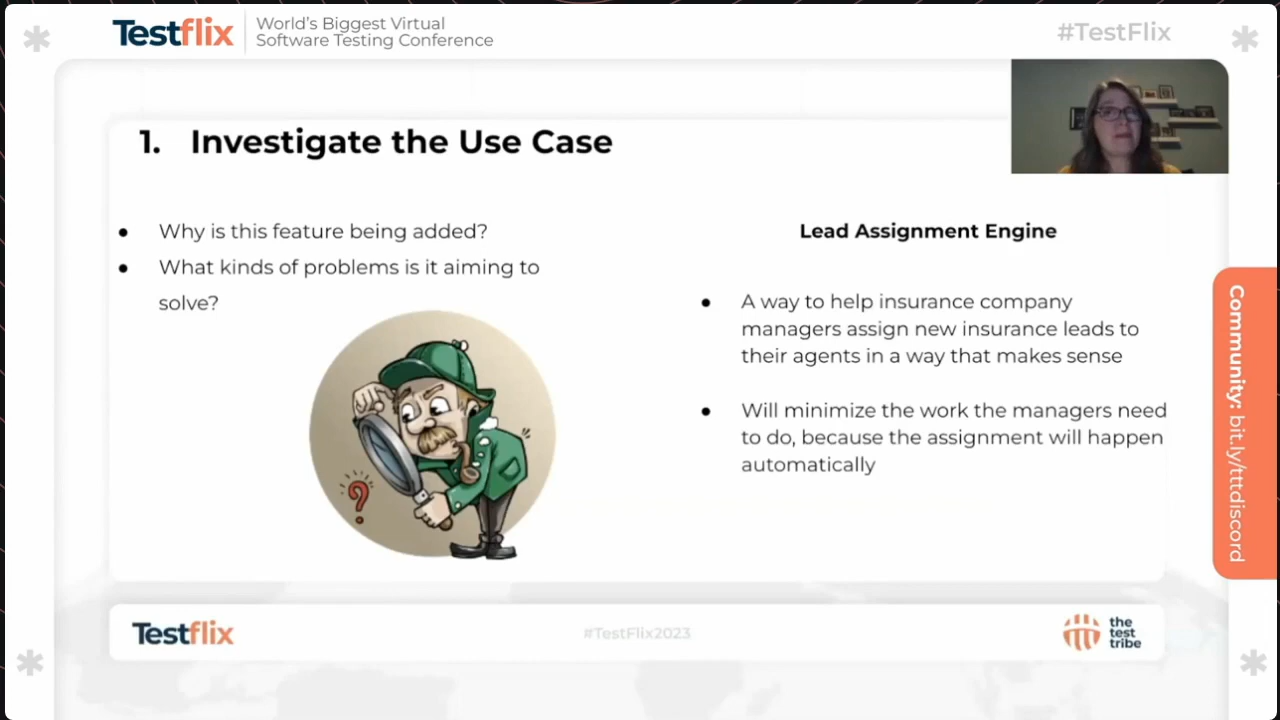 Testflix
World's Biggest Virtual
Software Testing Conference
#TestFlix
1. Investigate the Use Case
• Why is this feature being added?
• What kinds of problems is it aiming to
solve?
?
Lead Assignment Engine
• A way to help insurance company
managers assign new insurance leads to
their agents in a way that makes sense
• Will minimize the work the managers need
to do, because the assignment will happen
automatically
Community: bit.ly/tttdiscord
Testflix
#TestFlix2023
the
test
tribe